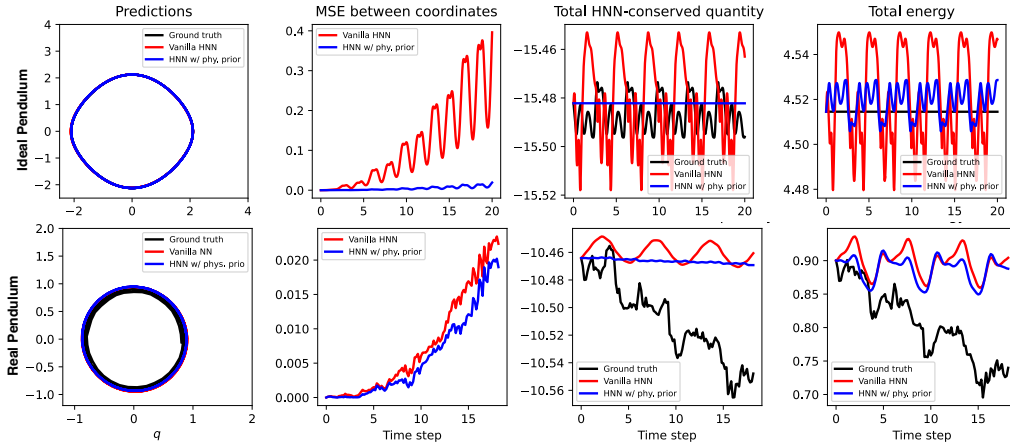 Predictions
MSE between coordinates
Total HNN-conserved quantity
Total energy
Ideal Pendulum
2
1
0
−1
−2
Ground truth
Vanilla HNN
HNN w/ phy, prior
−2
0
2
4
0.4
0.3
0.2
0.1
0.0
Vanilla HNN
HNN w/ phy, prior
0
5
10
15
20
−15.46
−15.48
−15.50
−15.52
Ground truth
Vanilla HNN
HNN w/ phy, prior
0
5
10
15
20
4.54
4.52
4.50
4.48
Ground truth
Vanilla HNN
HNN w/ phy, prior
0
5
10
15
20
Real Pendulum
2.0
1.5
1.0
0.5
0.0
−0.5
−1.0
Ground truth
Vanilla NN
HNN w/ phys. prio
−1
0
1
2
q
0.020
0.015
0.010
0.005
0.000
Vanilla HNN
HNN w/ phy, prior
0
5
10
15
Time step
−10.46
−10.48
−10.50
−10.52
−10.54
−10.56
Ground truth
Vanilla HNN
HNN w/ phy, prior
0
5
10
15
Time step
0.90
0.85
0.80
0.75
0.70
Ground truth
Vanilla HNN
HNN w/ phy, prior
0
5
10
15
Time step